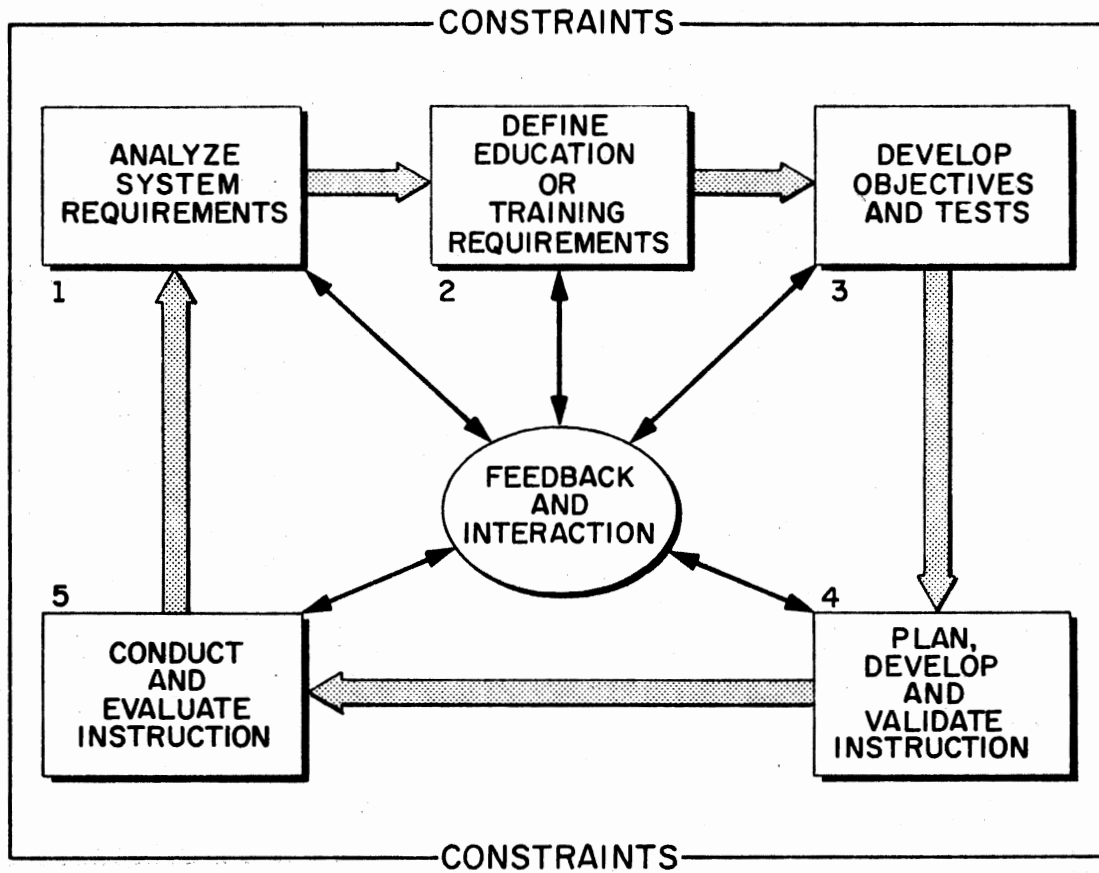 CONSTRAINTS
ANALYZE
SYSTEM
REQUIREMENTS
1
DEFINE
EDUCATION
OR
TRAINING
REQUIREMENTS
2
DEVELOP
OBJECTIVES
AND TESTS
3
FEEDBACK
AND
INTERACTION
4
PLAN,
DEVELOP
AND
VALIDATE
INSTRUCTION
5
CONDUCT
AND
EVALUATE
INSTRUCTION
CONSTRAINTS